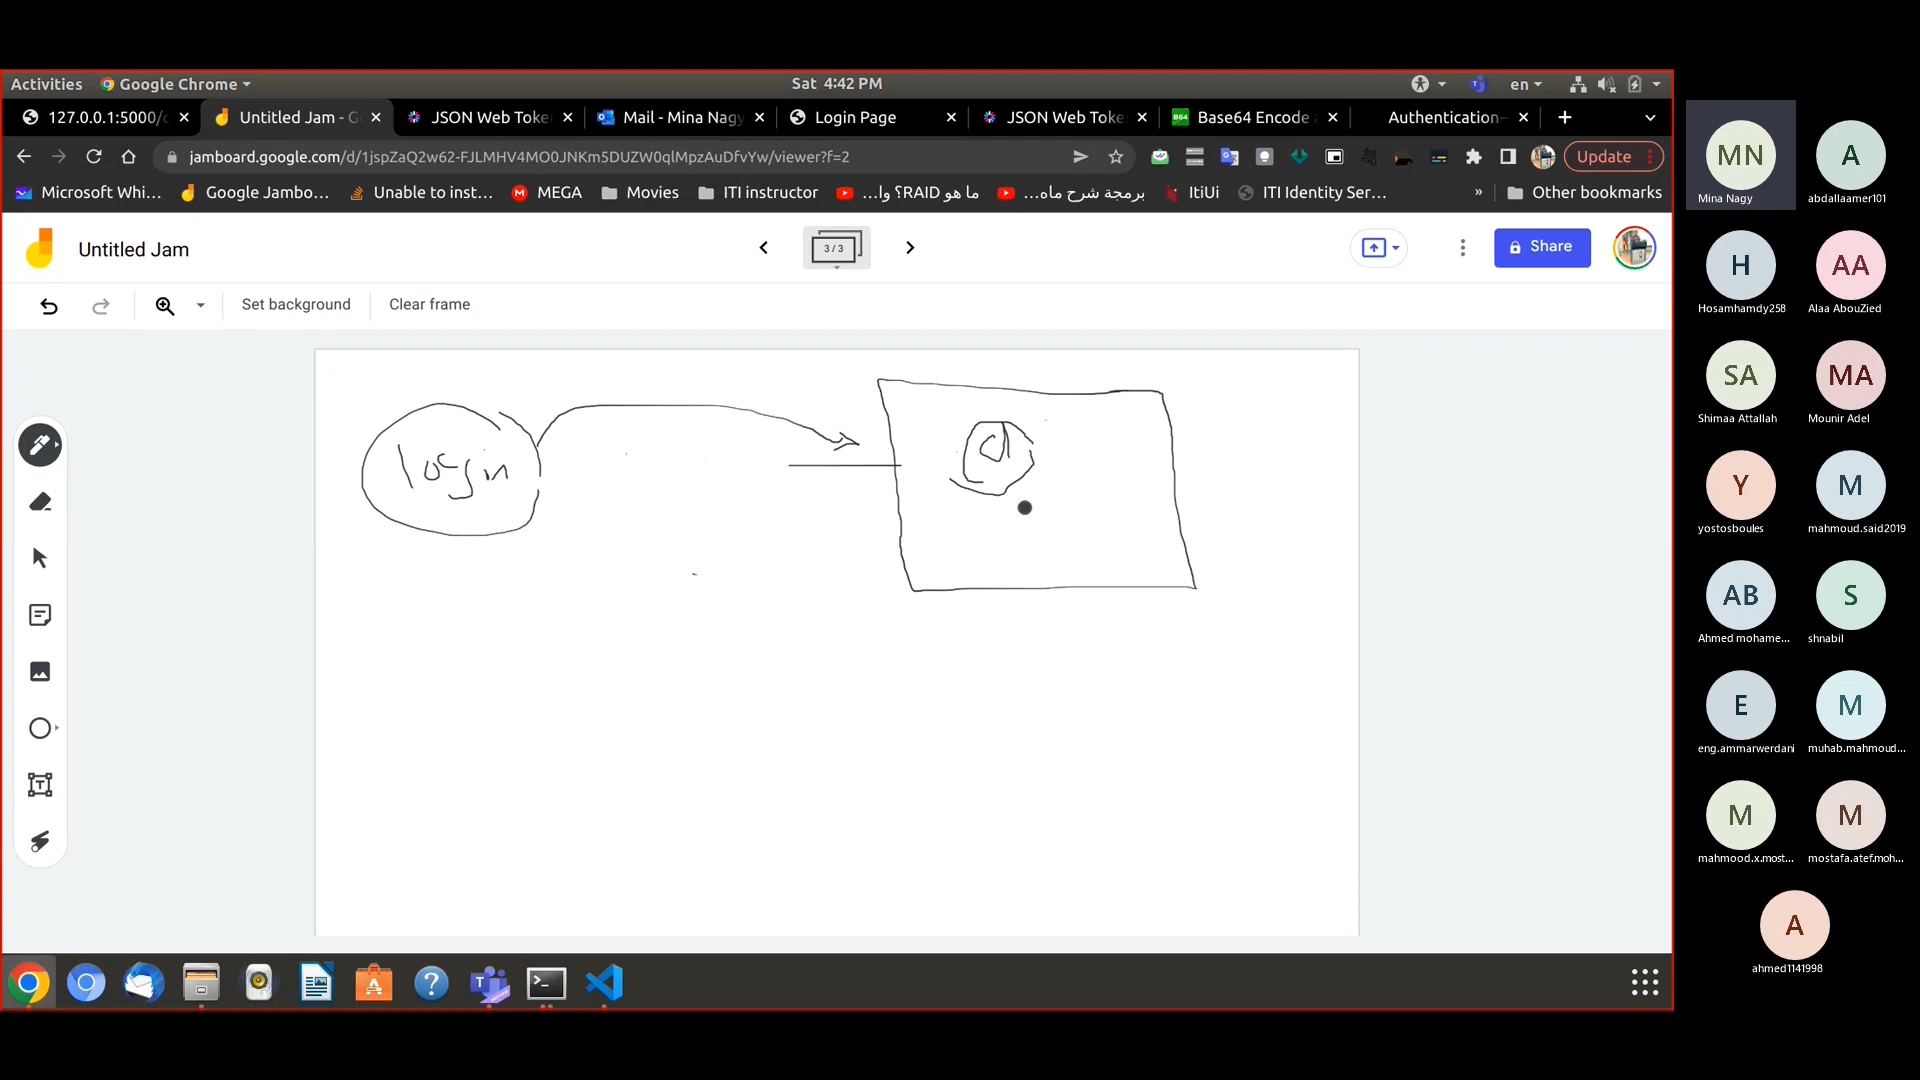 Activities Google Chrome Sat 4:42 PM en
127.0.0.1:5000/c Untitled Jam - G JSON Web Toke Mail - Mina Nagy Login Page JSON Web Toke Base64 Encode a Authentication-
jamboard.google.com/d/1jspZaQ2w62-FJLMHV4MO0JNKm5DUZW0qlMpzAuDfvYw/viewer?f=2 Update
Microsoft Whi... Google Jambo... Unable to inst... MEGA Movies ITI instructor ما هو RAID؟ وا... برمجة شرح ماه... ItiUi ITI Identity Ser... » Other bookmarks
Untitled Jam 3 / 3 Share
Set background Clear frame
login
MN A
Mina Nagy abdallaamer101
H AA
Hosamhamdy258 Alaa AbouZied
SA MA
Shimaa Attallah Mounir Adel
Y M
yostosboules mahmoud.said2019
AB S
Ahmed mohame... shnabil
E M
eng.ammarwerdani muhab.mahmoud...
M M
mahmood.x.most... mostafa.atef.moh...
A
ahmed1141998